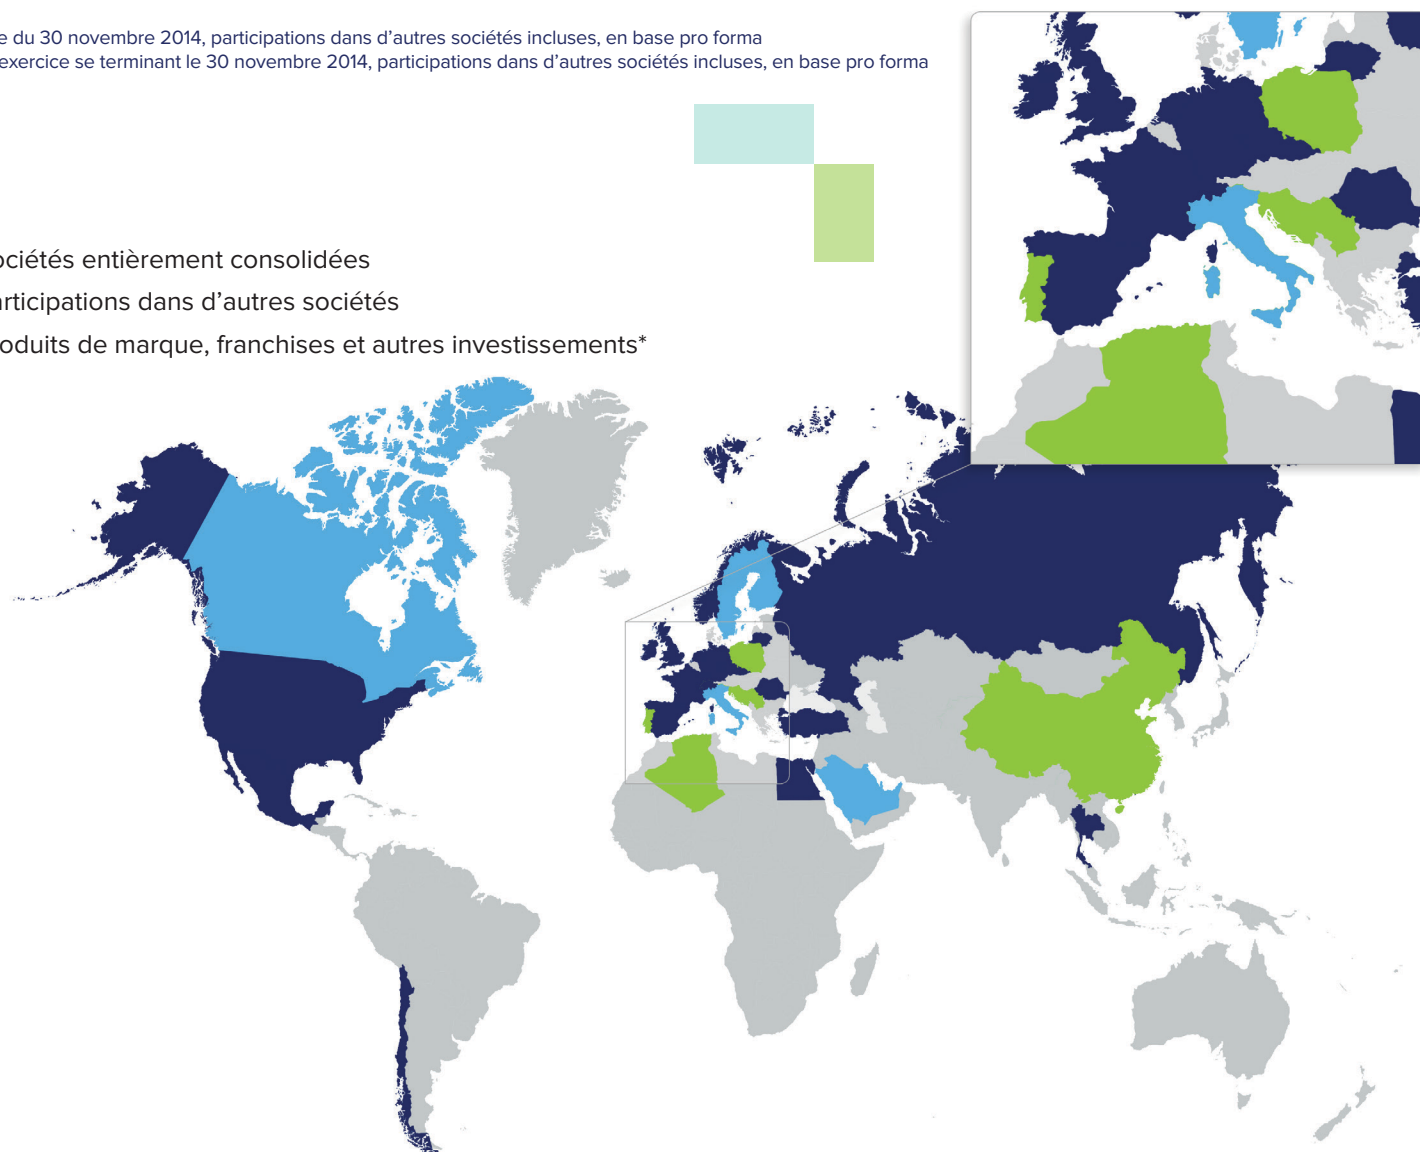 e du 30 novembre 2014, participations dans d’autres sociétés incluses, en base pro forma
exercice se terminant le 30 novembre 2014, participations dans d’autres sociétés incluses, en base pro forma
ociétés entièrement consolidées
articipations dans d’autres sociétés
oduits de marque, franchises et autres investissements*